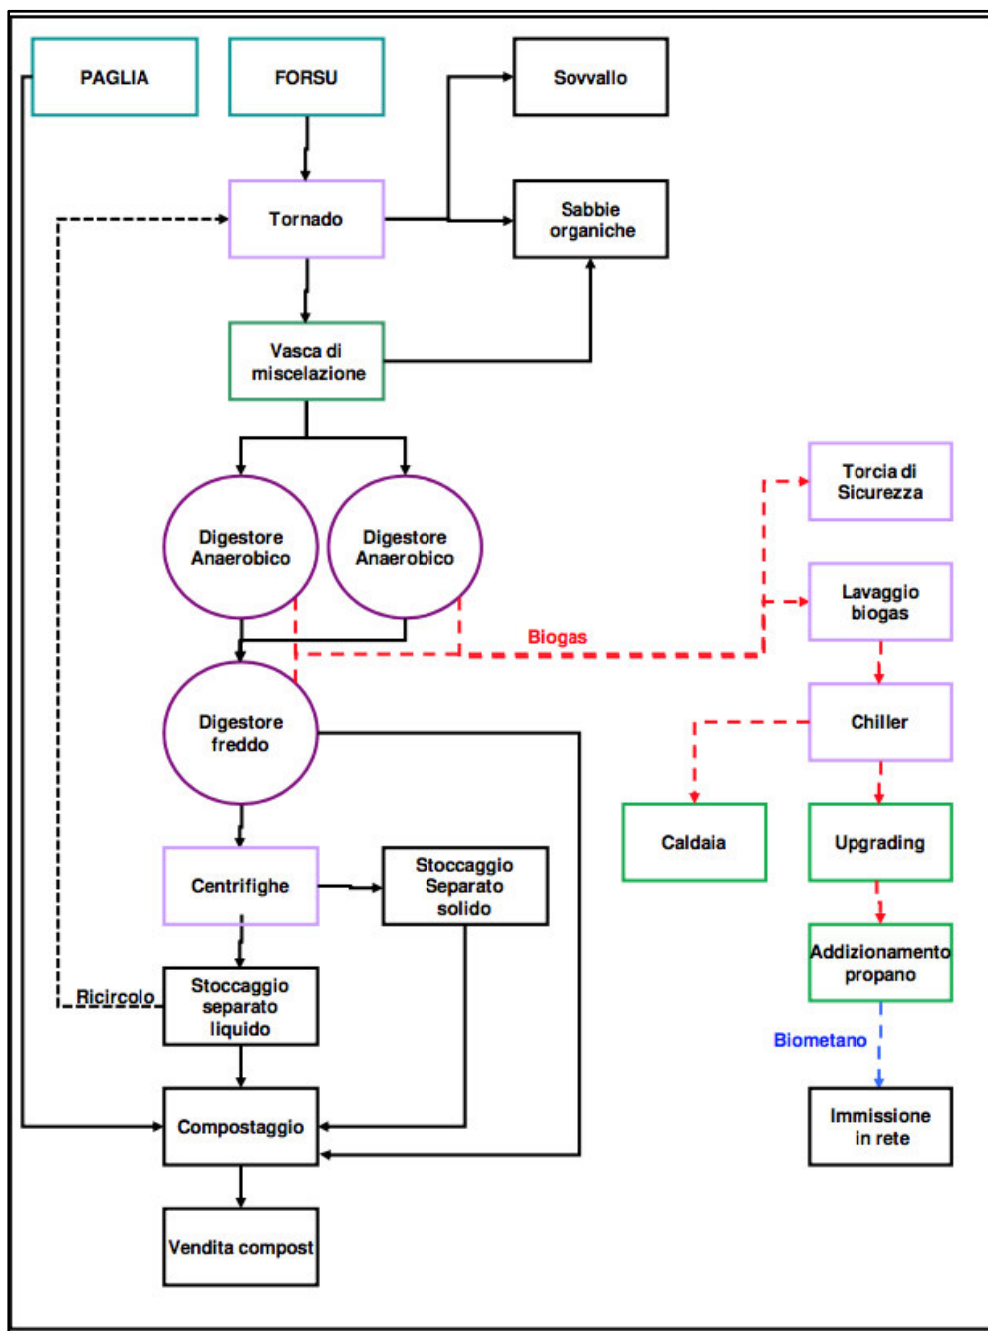 PAGLIA
FORSU
Sovvallo
Tornado
Sabbie
organiche
Vasca di
miscelazione
Torcia di
Sicurezza
Digestore
Anaerobico
Digestore
Anaerobico
Lavaggio
biogas
Biogas
Digestore
freddo
Chiller
Caldaia
Upgrading
Centrifighe
Stoccaggio
Separato
solido
Addizionamento
propano
Ricircolo
Stoccaggio
separato
liquido
Biometano
Compostaggio
Immissione
in rete
Vendita compost